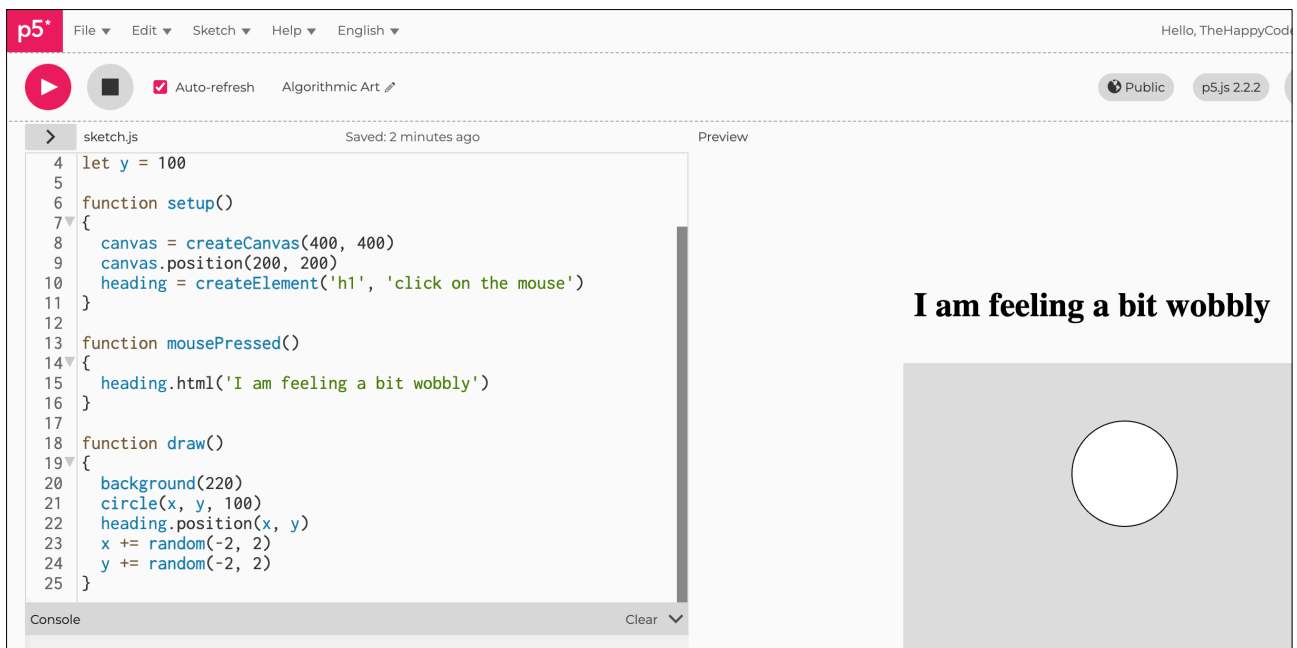 p5* File Edit Sketch Help English Hello, TheHappyCode
Auto-refresh Algorithmic Art Public p5.js 2.2.2
sketch.js Saved: 2 minutes ago Preview
4 let y = 100
5
6 function setup()
7 {
8 canvas = createCanvas(400, 400)
9 canvas.position(200, 200)
10 heading = createElement('h1', 'click on the mouse')
11 }
12
13 function mousePressed()
14 {
15 heading.html('I am feeling a bit wobbly')
16 }
17
18 function draw()
19 {
20 background(220)
21 circle(x, y, 100)
22 heading.position(x, y)
23 x += random(-2, 2)
24 y += random(-2, 2)
25 }
Console Clear
I am feeling a bit wobbly